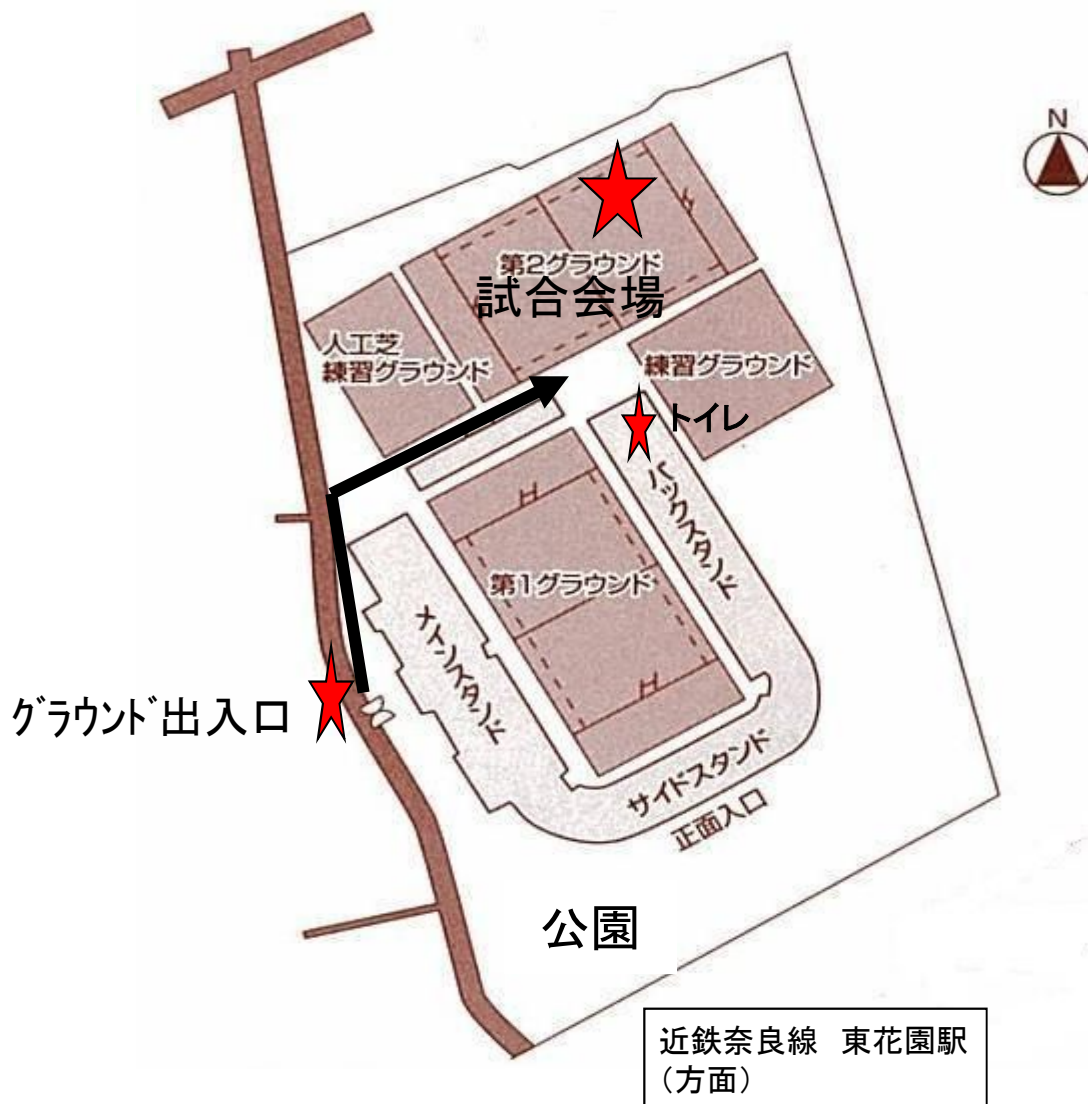 N
第2グラウンド
試合会場
人工芝
練習グラウンド
練習グラウンド
トイレ
バックスタンド
第1グラウンド
メインスタンド
グラウンド出入口
サイドスタンド
正面入口
公園
近鉄奈良線 東花園駅
(方面)